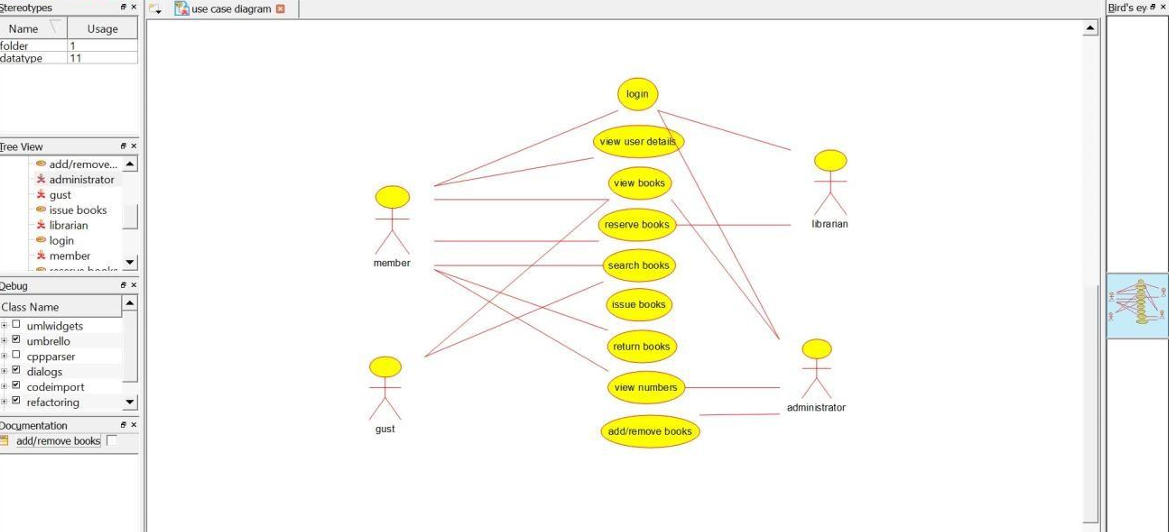 Stereotypes
Name Usage
folder 1
datatype 11
Tree View
add/remove...
administrator
gust
issue books
librarian
login
member
reserve books
Debug
Class Name
umlwidgets
umbrello
cppparser
dialogs
codeimport
refactoring
Documentation
add/remove books
use case diagram
login
view user details
view books
reserve books
search books
issue books
return books
view numbers
add/remove books
member
gust
librarian
administrator
Bird's ey